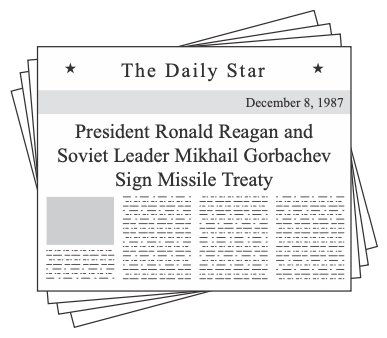 ★ The Daily Star ★
December 8, 1987
President Ronald Reagan and
Soviet Leader Mikhail Gorbachev
Sign Missile Treaty